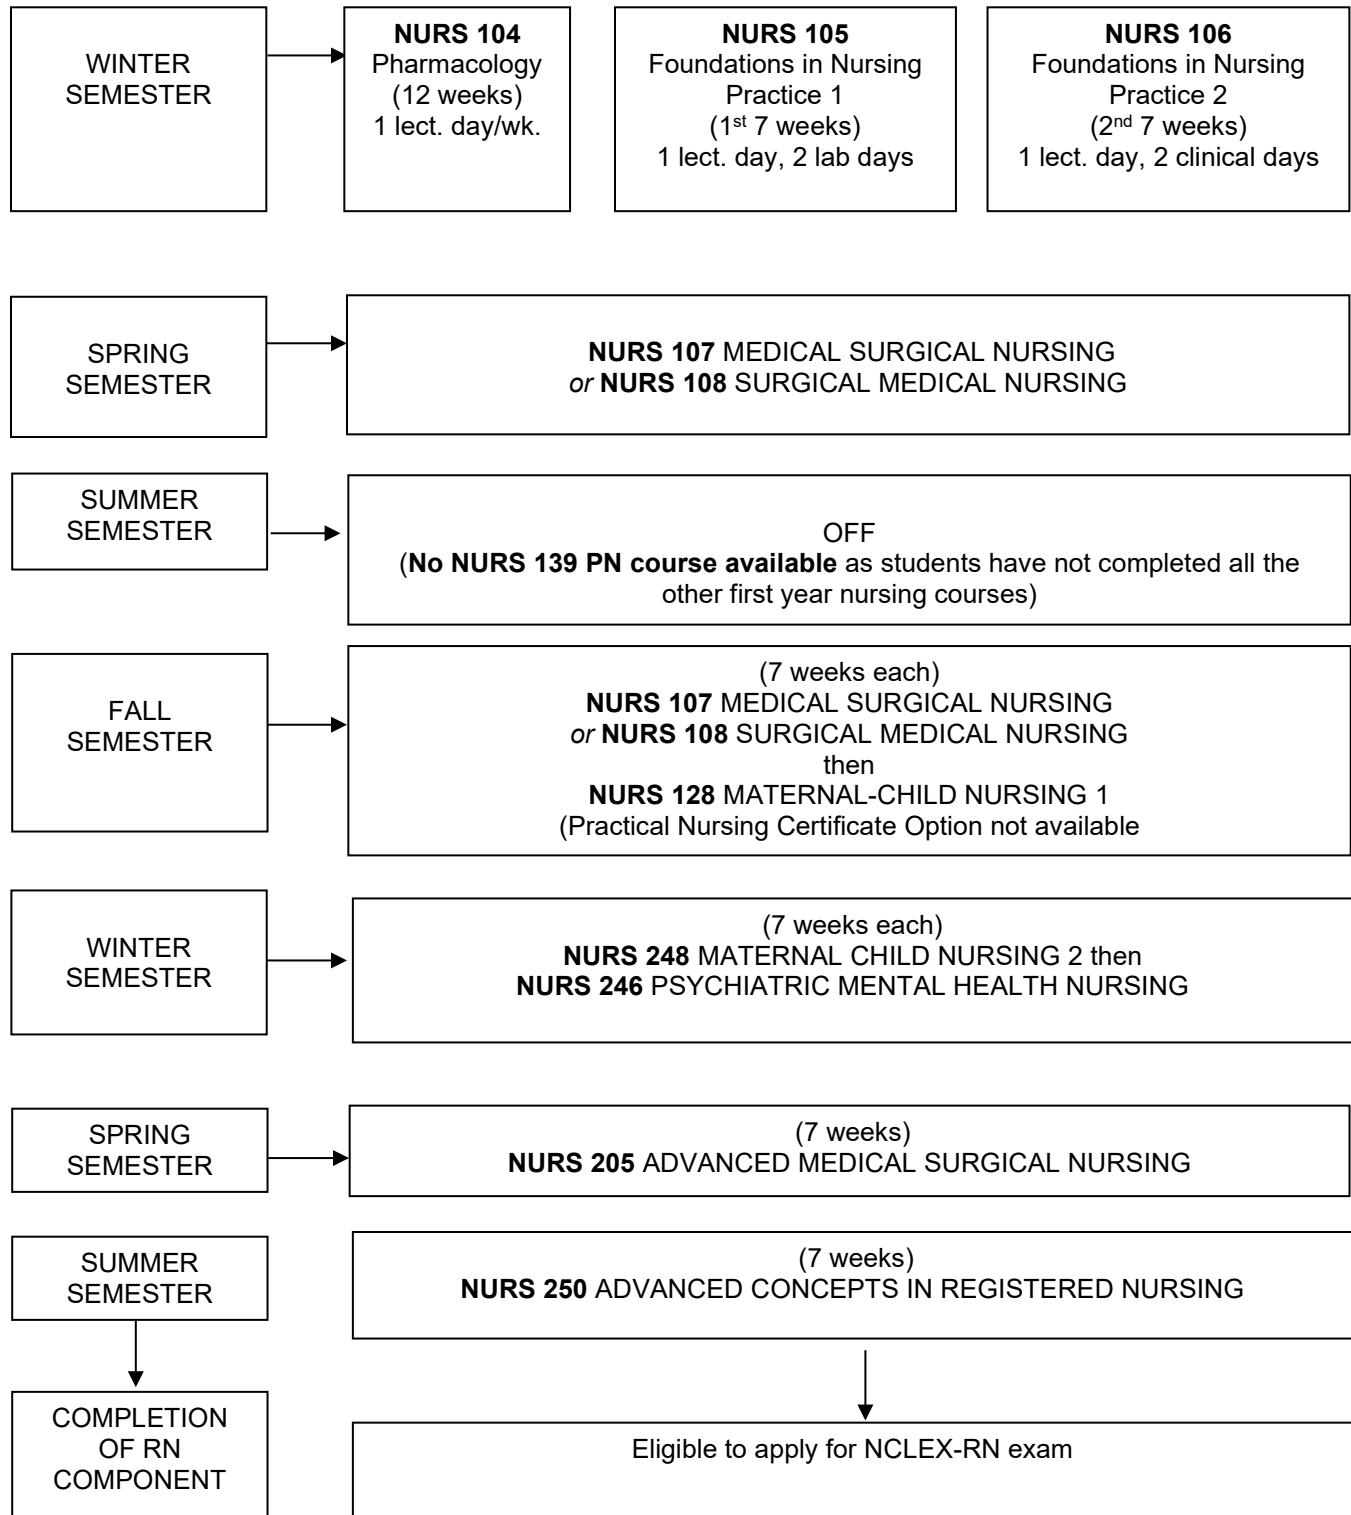 WINTER
SEMESTER
NURS 104
Pharmacology
(12 weeks)
1 lect. day/wk.
NURS 105
Foundations in Nursing
Practice 1
(1st 7 weeks)
1 lect. day, 2 lab days
NURS 106
Foundations in Nursing
Practice 2
(2nd 7 weeks)
1 lect. day, 2 clinical days
SPRING
SEMESTER
NURS 107 MEDICAL SURGICAL NURSING
or NURS 108 SURGICAL MEDICAL NURSING
SUMMER
SEMESTER
OFF
(No NURS 139 PN course available as students have not completed all the
other first year nursing courses)
FALL
SEMESTER
(7 weeks each)
NURS 107 MEDICAL SURGICAL NURSING
or NURS 108 SURGICAL MEDICAL NURSING
then
NURS 128 MATERNAL-CHILD NURSING 1
(Practical Nursing Certificate Option not available
WINTER
SEMESTER
(7 weeks each)
NURS 248 MATERNAL CHILD NURSING 2 then
NURS 246 PSYCHIATRIC MENTAL HEALTH NURSING
SPRING
SEMESTER
(7 weeks)
NURS 205 ADVANCED MEDICAL SURGICAL NURSING
SUMMER
SEMESTER
(7 weeks)
NURS 250 ADVANCED CONCEPTS IN REGISTERED NURSING
COMPLETION
OF RN
COMPONENT
Eligible to apply for NCLEX-RN exam